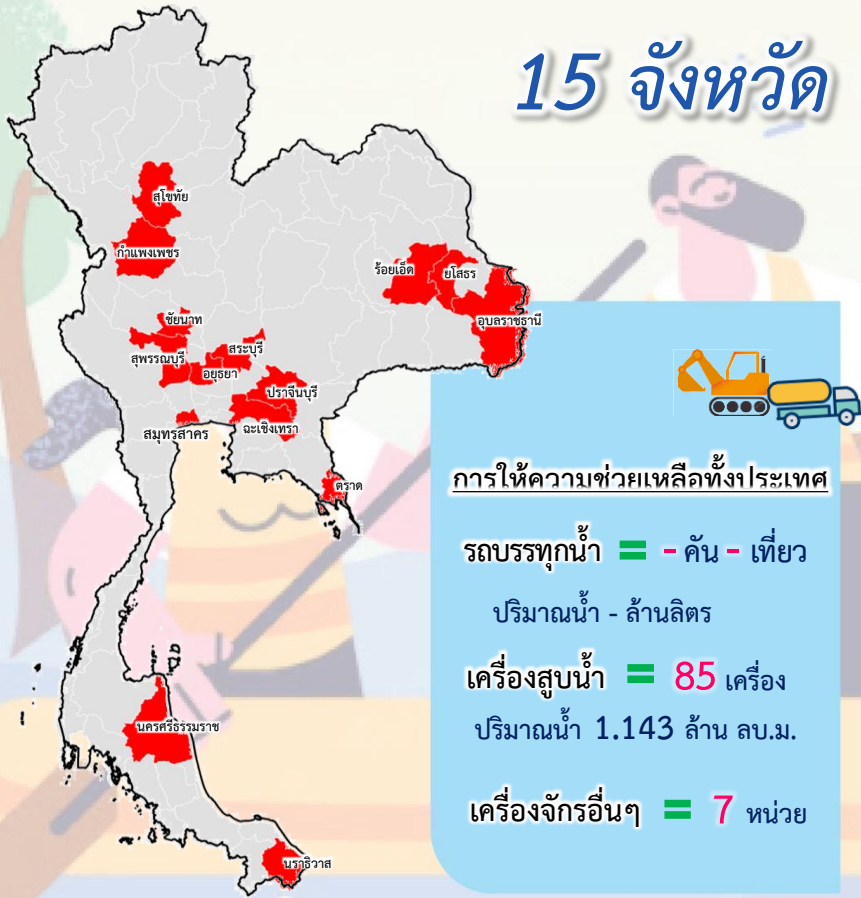 15 จังหวัด
สุโขทัย
กำแพงเพชร
ร้อยเอ็ด
ยโสธร
อุบลราชธานี
ชัยนาท
สุพรรณบุรี
สระบุรี
อยุธยา
ปราจีนบุรี
สมุทรสาคร
ฉะเชิงเทรา
ตราด
นครศรีธรรมราช
นราธิวาส
การให้ความช่วยเหลือทั้งประเทศ
รถบรรทุกน้ำ = - คัน - เที่ยว
ปริมาณน้ำ - ล้านลิตร
เครื่องสูบน้ำ = 85 เครื่อง
ปริมาณน้ำ 1.143 ล้าน ลบ.ม.
เครื่องจักรอื่นๆ = 7 หน่วย